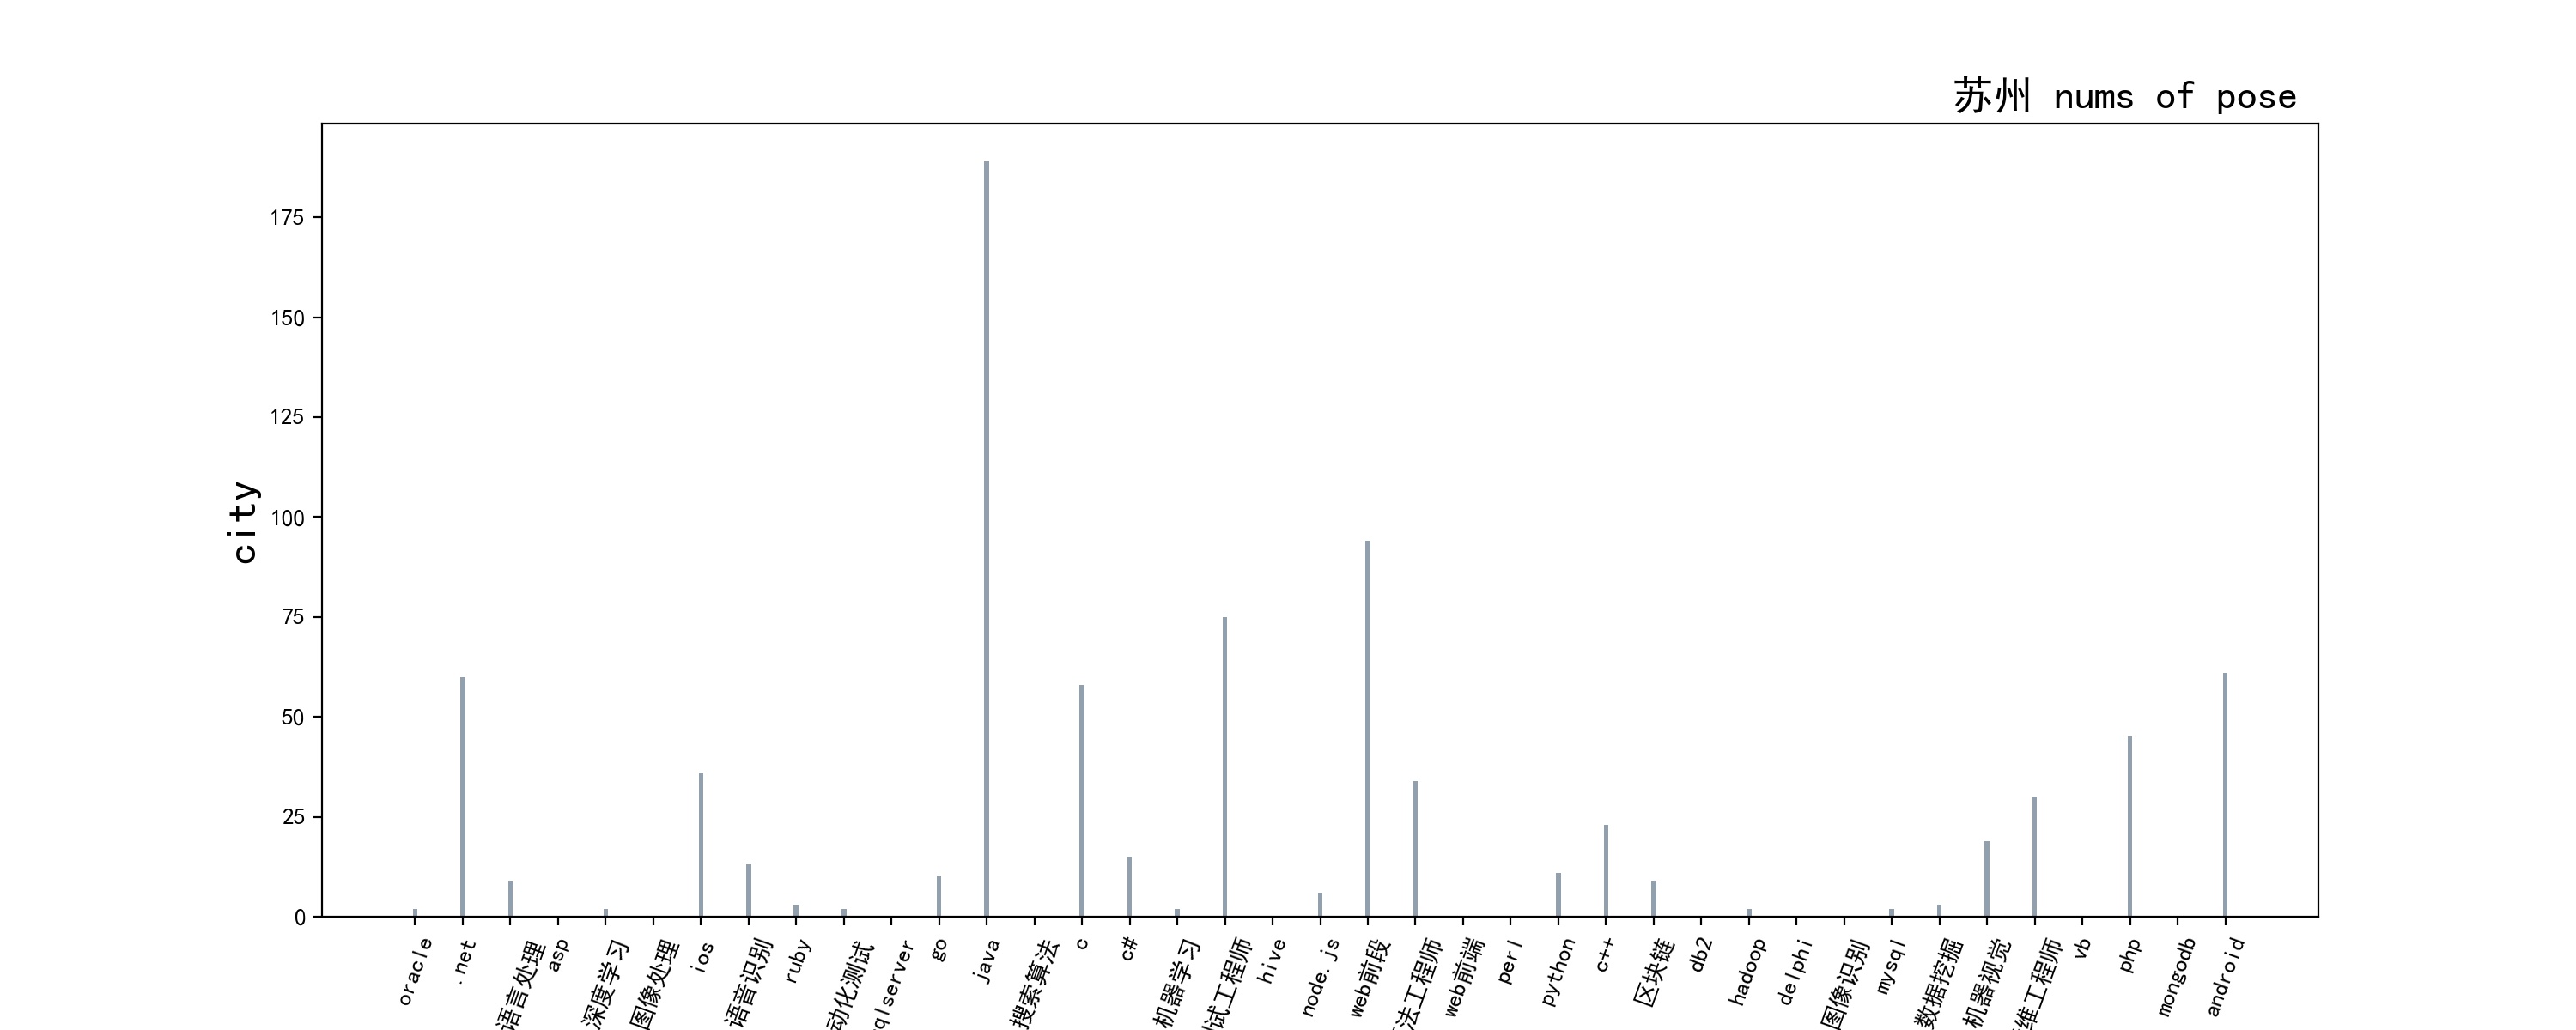 苏州 nums of pose
city
175
150
125
100
75
50
25
0
oracle
.net
语言处理
asp
深度学习
图像处理
ios
语音识别
ruby
动化测试
qlserver
go
java
搜索算法
c
c#
机器学习
试工程师
hive
node.js
web前段
法工程师
web前端
perl
python
c++
区块链
db2
hadoop
delphi
图像识别
mysql
数据挖掘
机器视觉
维工程师
vb
php
mongodb
android